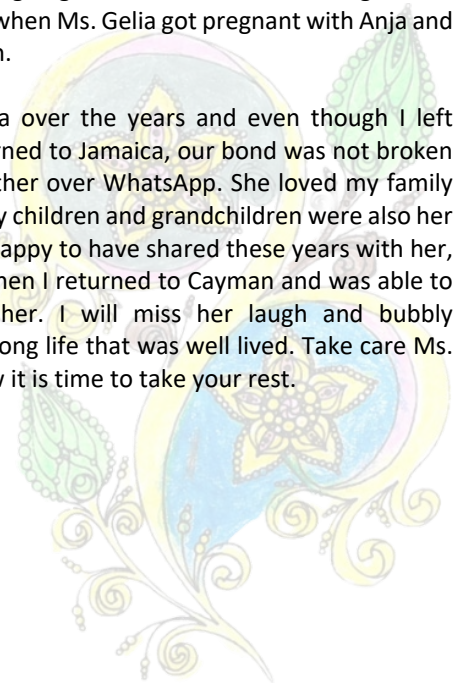 when Ms. Gelia got pregnant with Anja and
n.
a over the years and even though I left
rned to Jamaica, our bond was not broken
ther over WhatsApp. She loved my family
y children and grandchildren were also her
appy to have shared these years with her,
hen I returned to Cayman and was able to
her. I will miss her laugh and bubbly
ong life that was well lived. Take care Ms.
w it is time to take your rest.